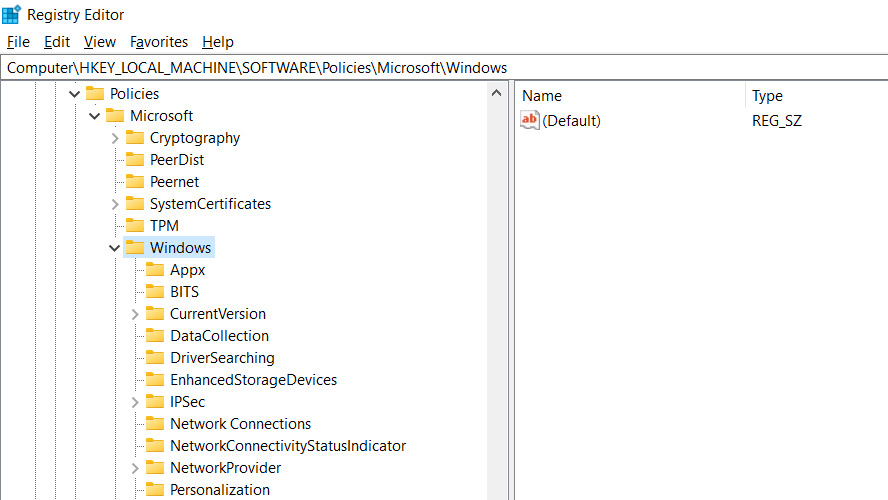 Registry Editor
File Edit View Favorites Help
Computer\HKEY_LOCAL_MACHINE\SOFTWARE\Policies\Microsoft\Windows
Policies
Microsoft
Cryptography
PeerDist
Peernet
SystemCertificates
TPM
Windows
Appx
BITS
CurrentVersion
DataCollection
DriverSearching
EnhancedStorageDevices
IPSec
Network Connections
NetworkConnectivityStatusIndicator
NetworkProvider
Personalization
Name Type
ab (Default) REG_SZ